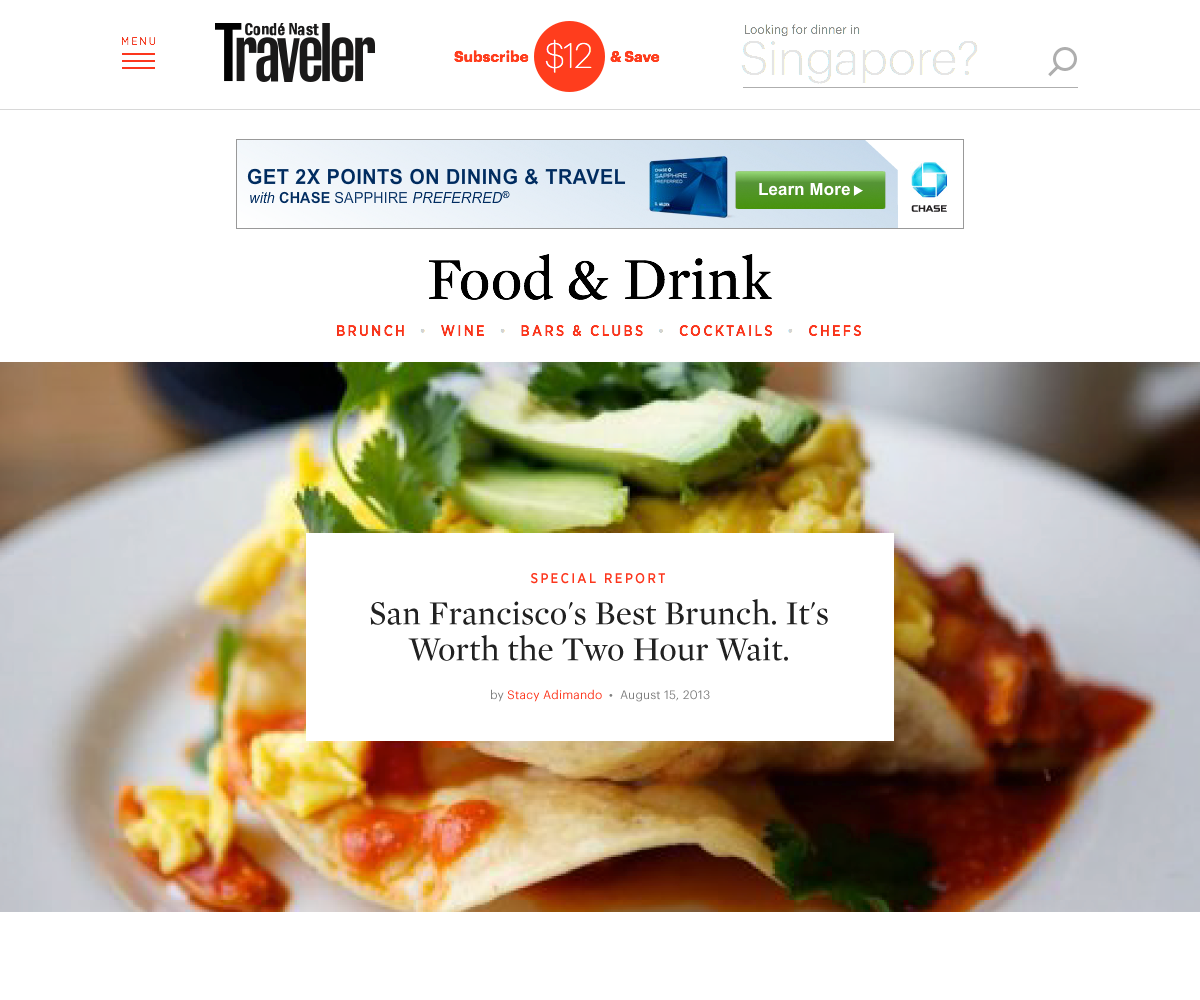 MENU
Condé Nast
Traveler
Subscribe $12 & Save
Looking for dinner in
Singapore?
GET 2X POINTS ON DINING & TRAVEL
with CHASE SAPPHIRE PREFERRED®
CHASE
SAPPHIRE
PREFERRED
Learn More
CHASE
Food & Drink
BRUNCH • WINE • BARS & CLUBS • COCKTAILS • CHEFS
SPECIAL REPORT
San Francisco's Best Brunch. It's
Worth the Two Hour Wait.
by Stacy Adimando • August 15, 2013